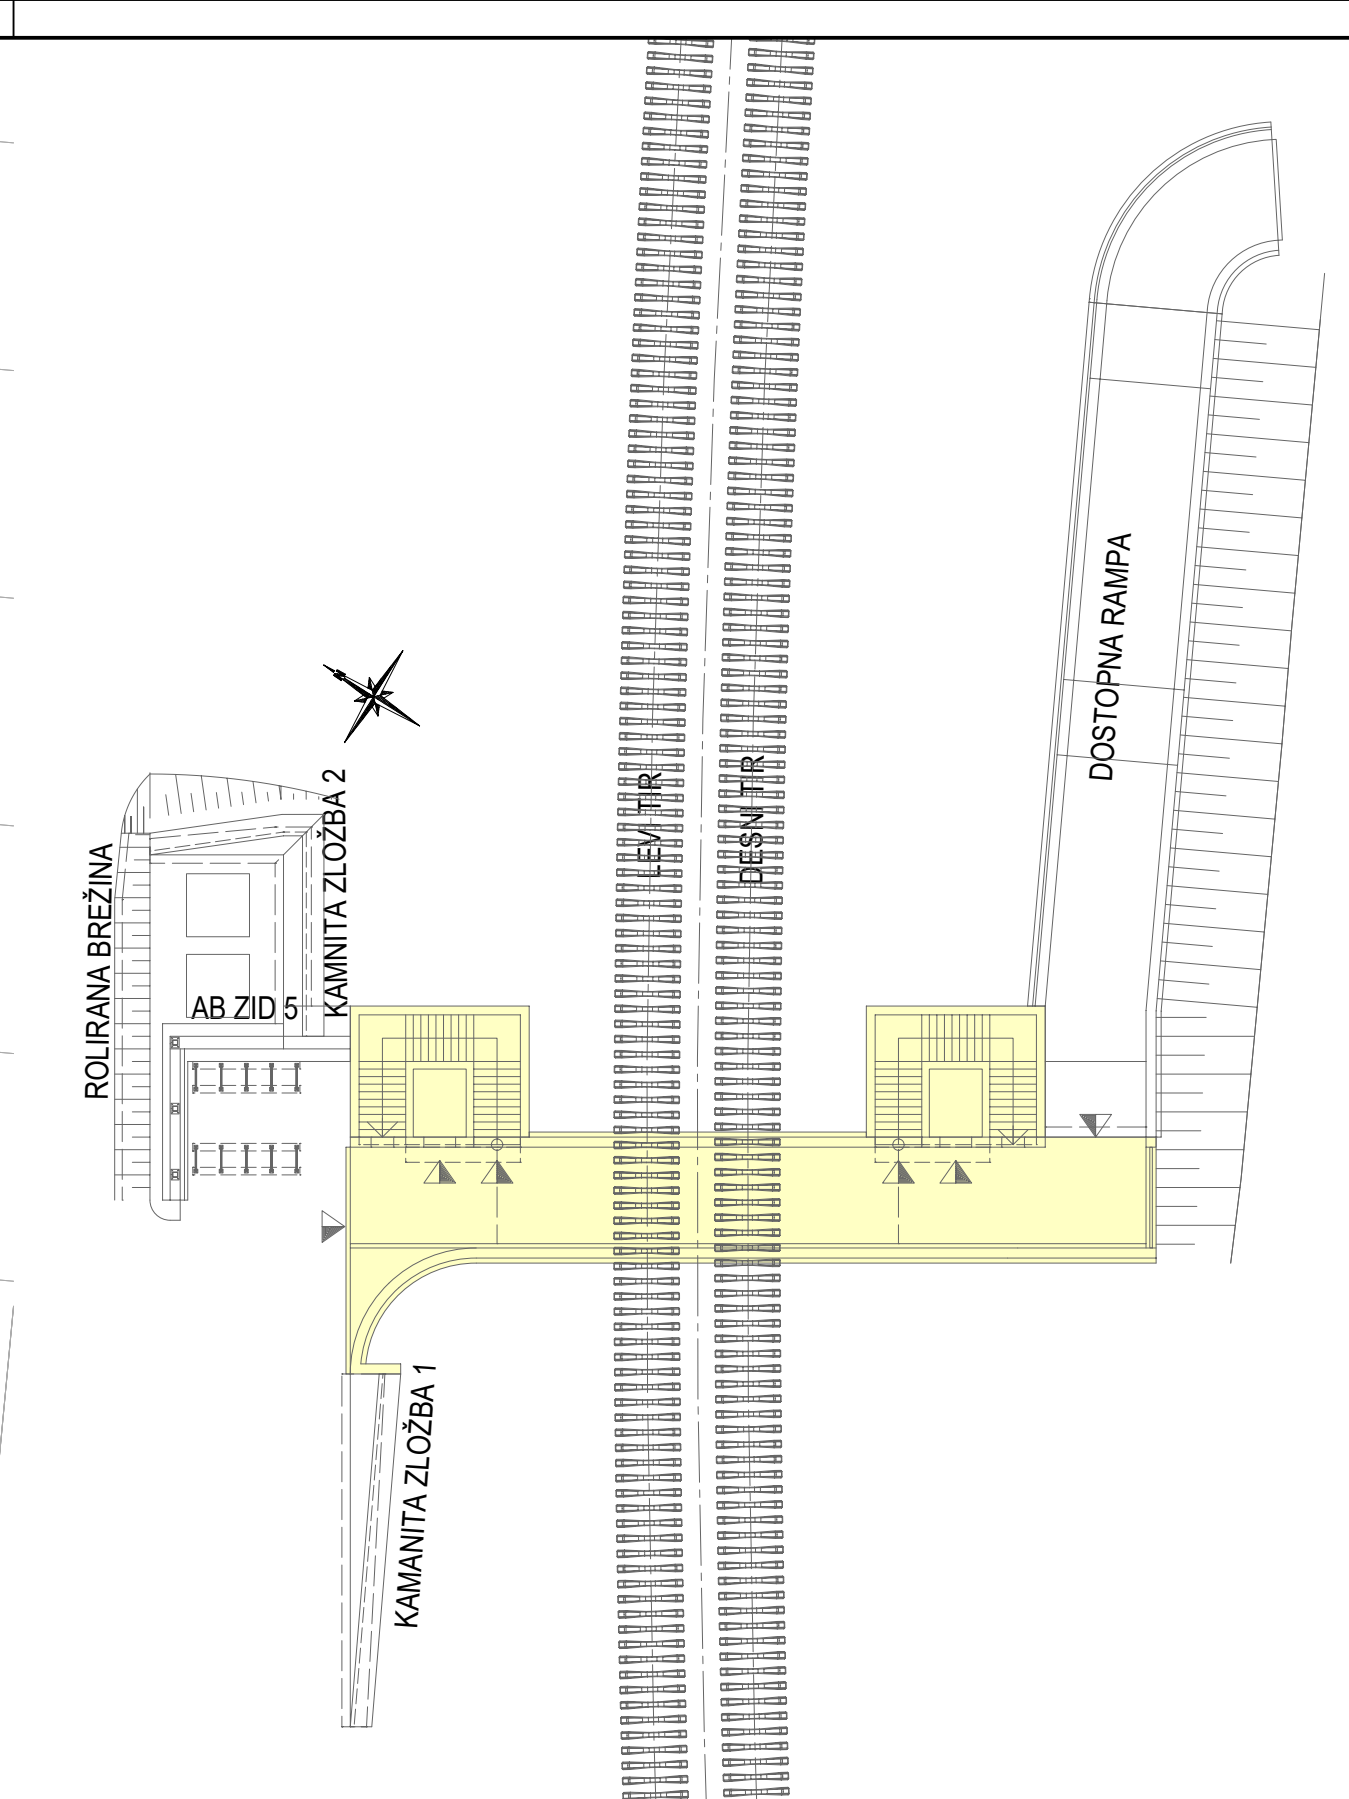 DOSTOPNA RAMPA
LEVI TIR
DESNI TIR
KAMNITA ZLOŽBA 2
ROLIRANA BREŽINA
AB ZID 5
KAMANITA ZLOŽBA 1